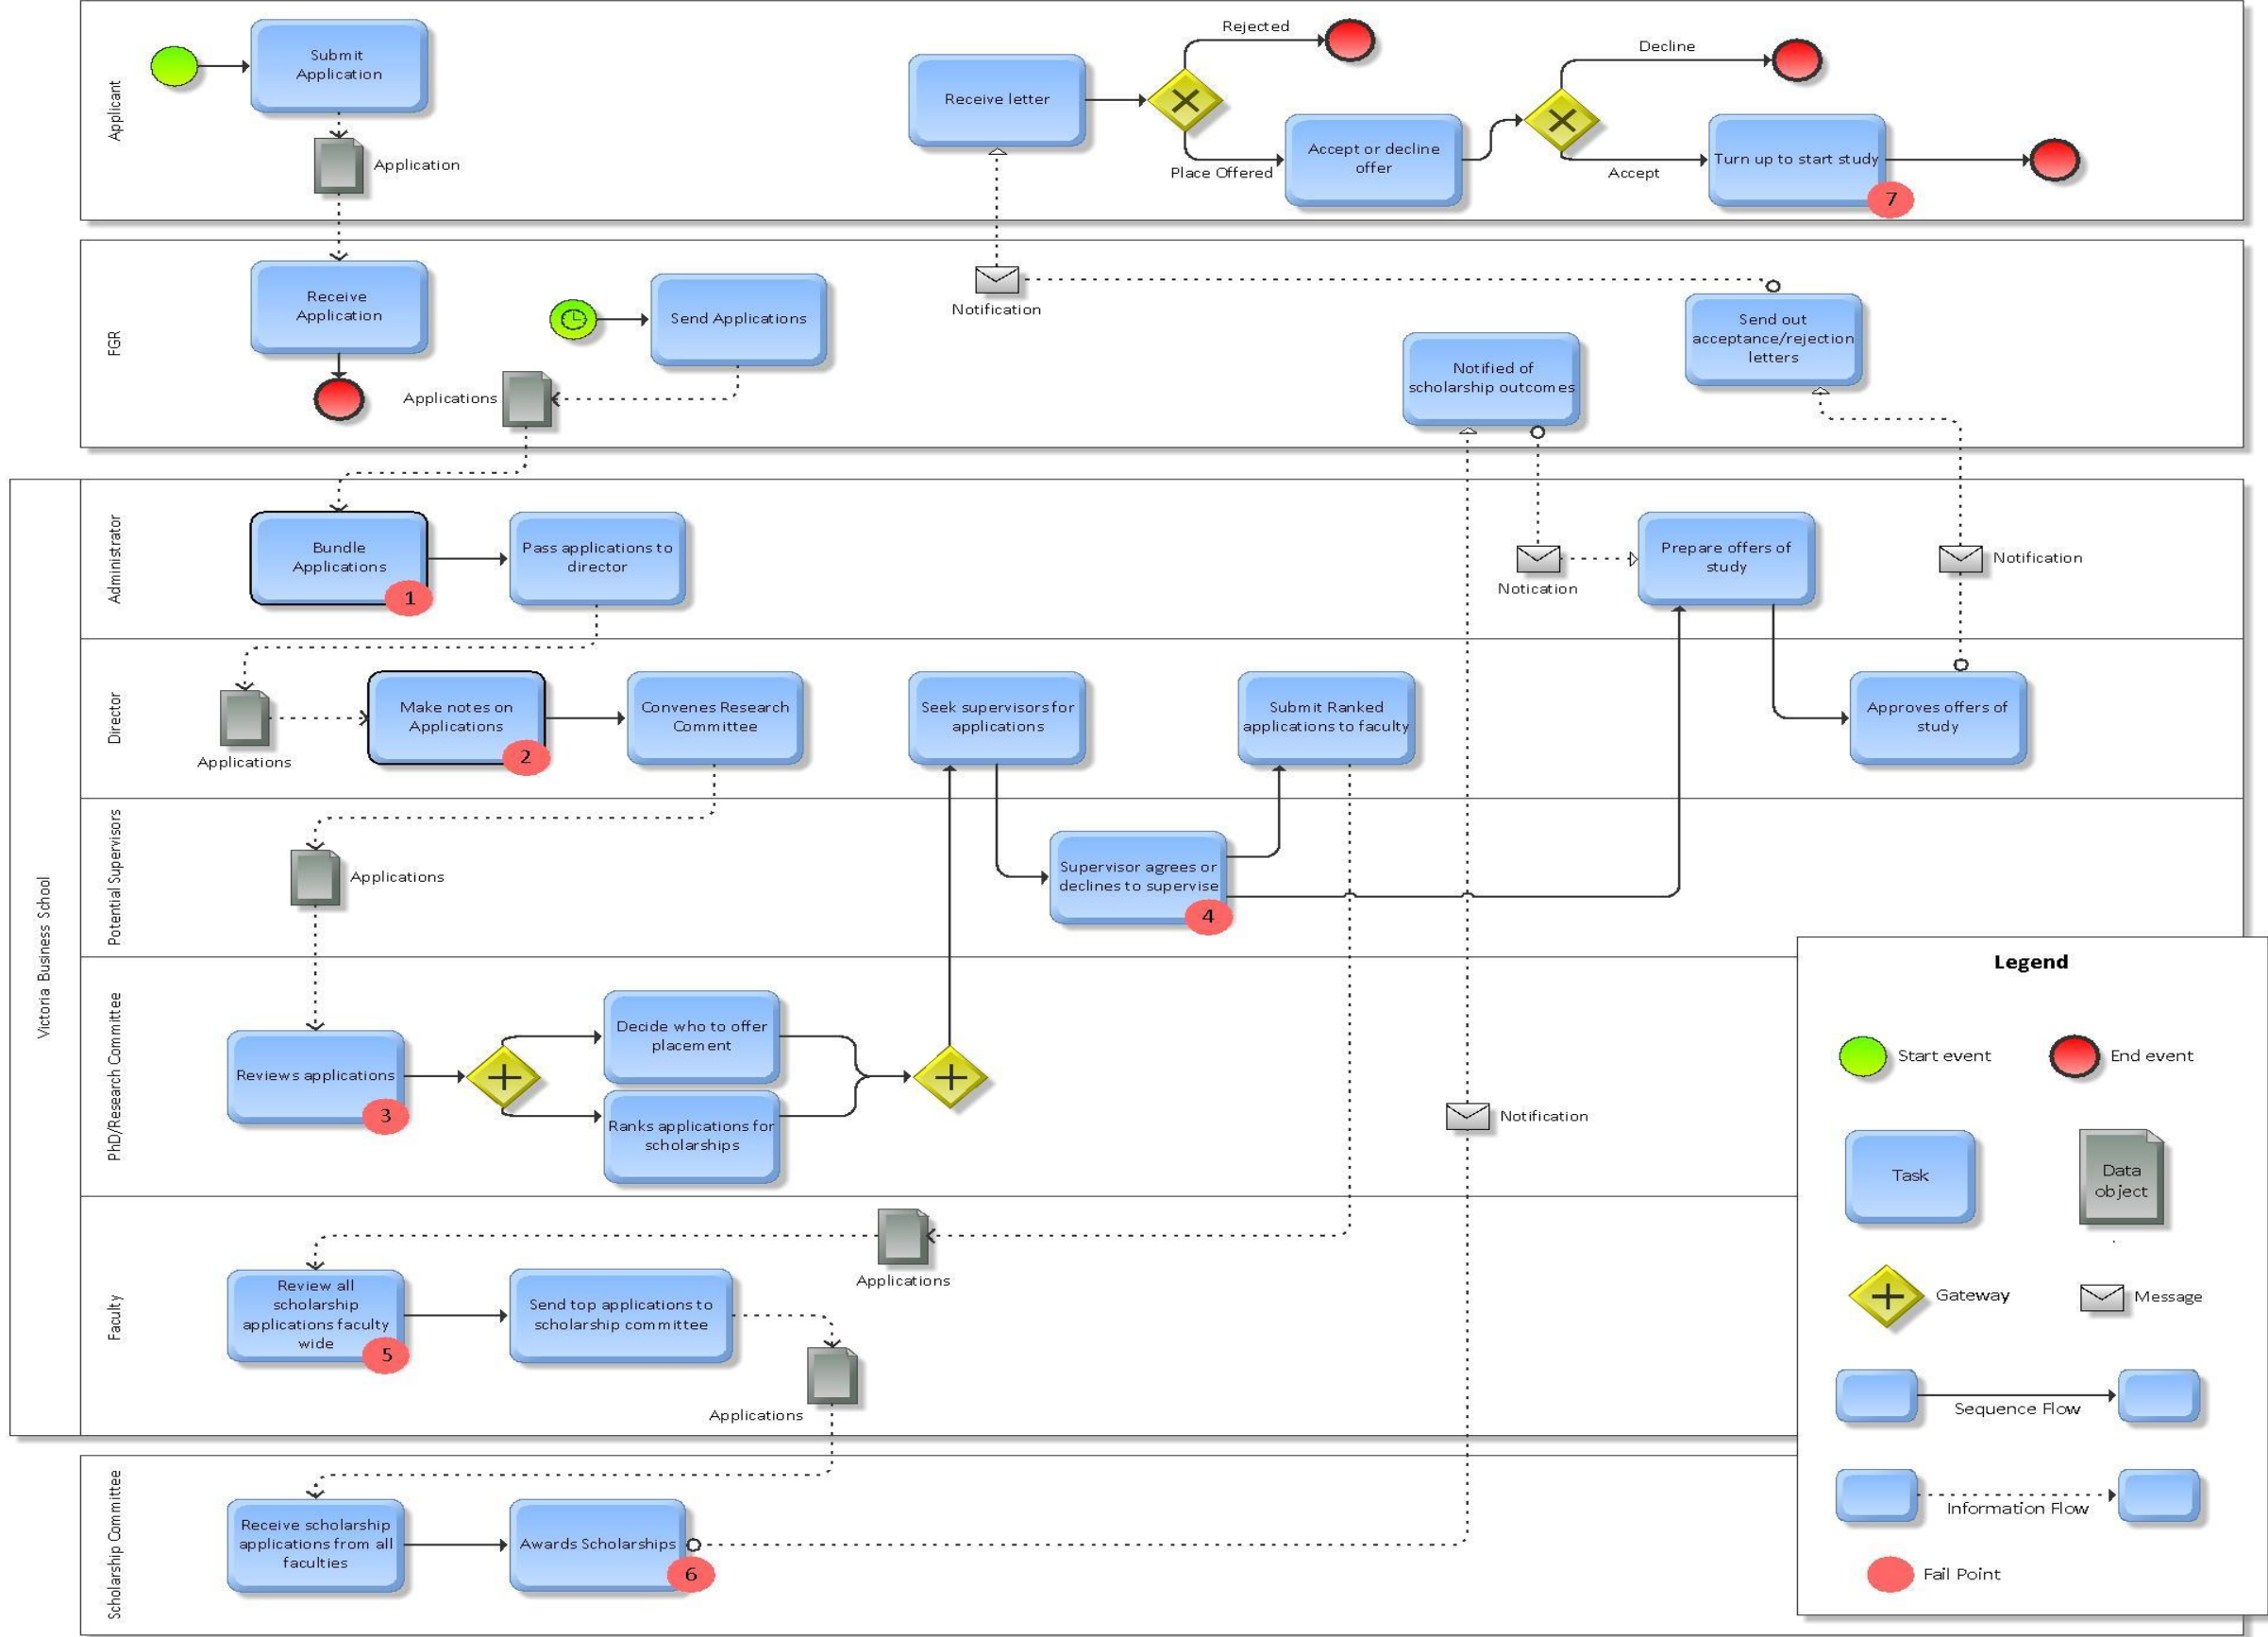 Applicant
Submit
Application
Application
Receive letter
Rejected
Place Offered
Accept or decline
offer
Decline
Accept
Turn up to start study
7
FGR
Receive
Application
Send Applications
Applications
Notification
Notified of
scholarship outcomes
Send out
acceptance/rejection
letters
Victoria Business School
Administrator
Bundle
Applications
1
Pass applications to
director
Notication
Prepare offers of
study
Notification
Director
Applications
Make notes on
Applications
2
Convenes Research
Committee
Seek supervisors for
applications
Submit Ranked
applications to faculty
Approves offers of
study
Potential Supervisors
Applications
Supervisor agrees or
declines to supervise
4
PhD/Research Committee
Reviews applications
3
Decide who to offer
placement
Ranks applications for
scholarships
Notification
Faculty
Applications
Review all
scholarship
applications faculty
wide
5
Send top applications to
scholarship committee
Applications
Scholarship Committee
Receive scholarship
applications from all
faculties
Awards Scholarships
6
Legend
Start event
End event
Task
Data
object
Gateway
Message
Sequence Flow
Information Flow
Fail Point